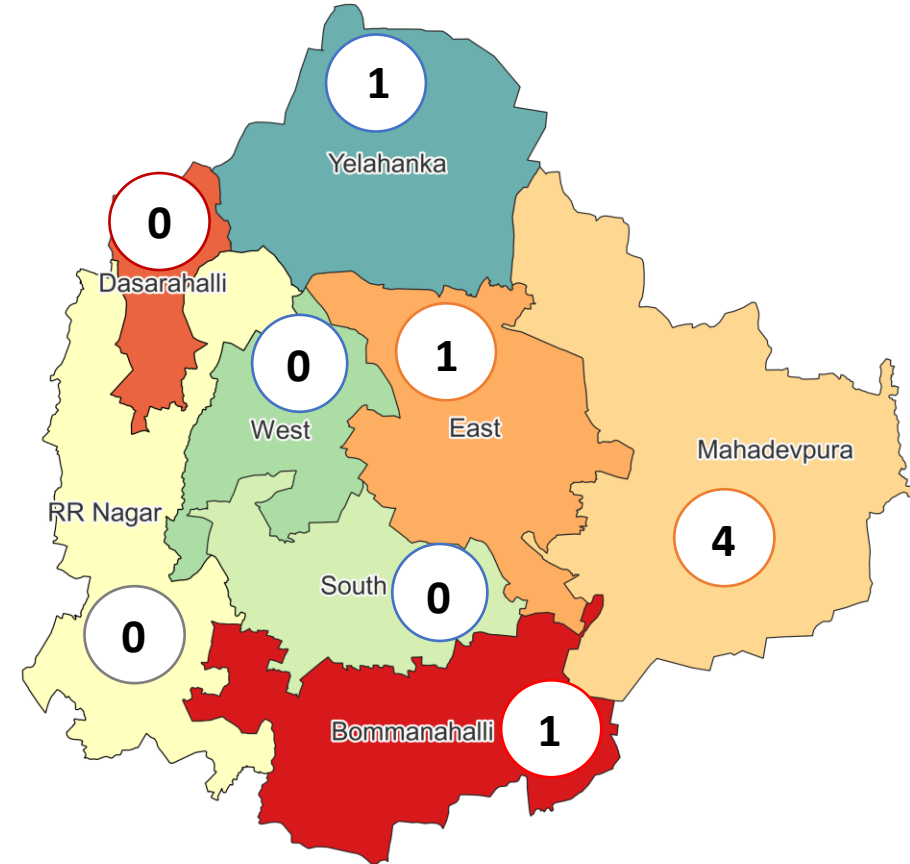 1
Yelahanka
0
Dasarahalli
0
West
1
East
Mahadevpura
4
RR Nagar
0
South
0
Bommanahalli
1